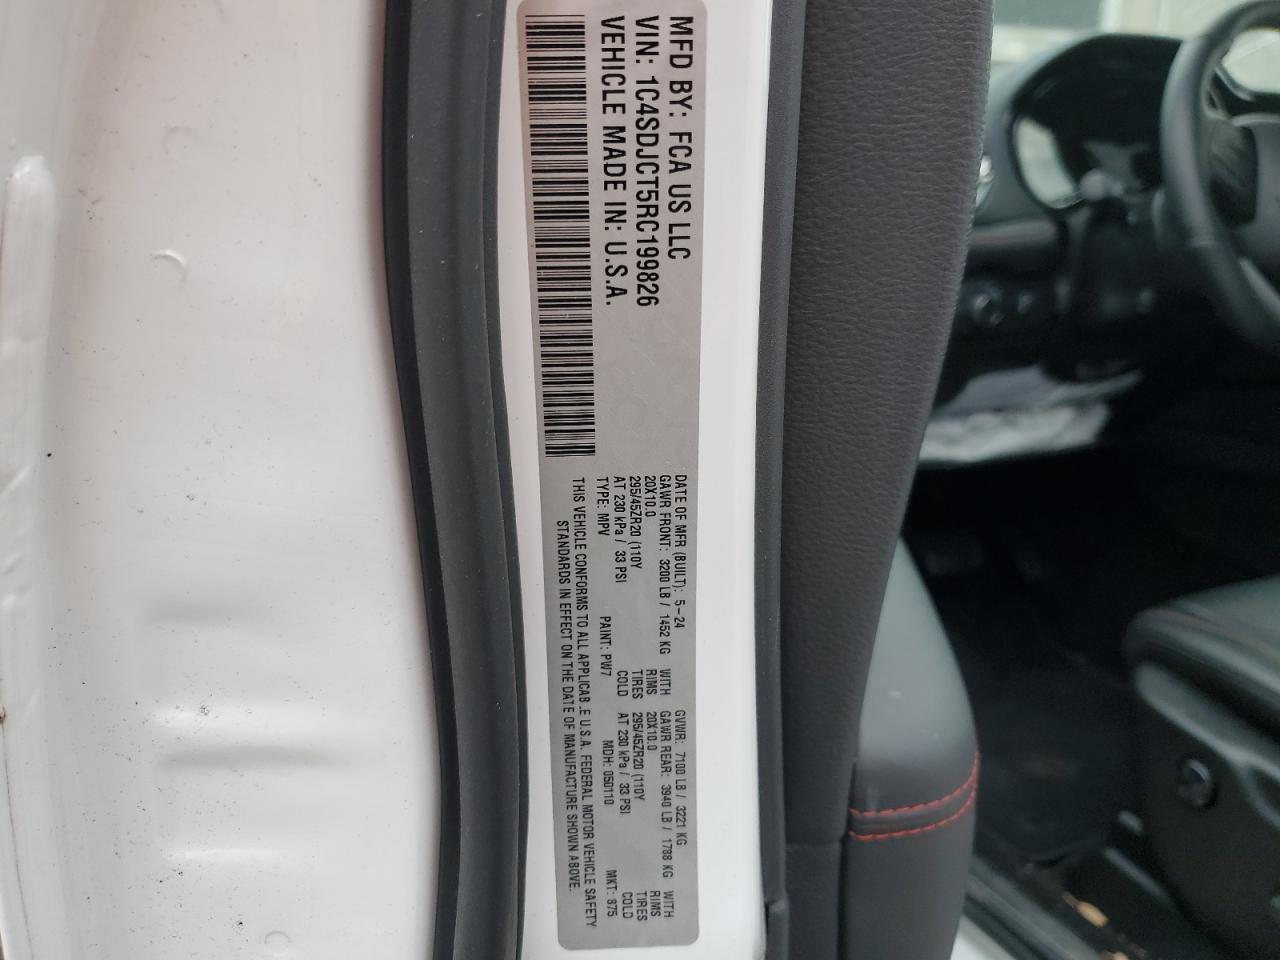 MFD BY: FCA US LLC
VIN: 1C4SDJCT5RC199826
VEHICLE MADE IN: U.S.A.
DATE OF MFR (BUILT): 5-24 GVWR: 7100 LB / 3221 KG
GAWR FRONT: 3200 LB / 1452 KG WITH GAWR REAR: 3940 LB / 1788 KG WITH
20X10.0 RIMS 20X10.0 RIMS
295/45ZR20 (110Y TIRES 295/45ZR20 (110Y TIRES
AT 230 kPa / 33 PSI COLD AT 230 kPa / 33 PSI COLD
TYPE: MPV PAINT: PW7 MDH: 050110 MKT: 875
THIS VEHICLE CONFORMS TO ALL APPLICAB.E U.S.A. FEDERAL MOTOR VEHICLE SAFETY
STANDARDS IN EFFECT ON THE DATE OF MANUFACTURE SHOWN ABOVE.